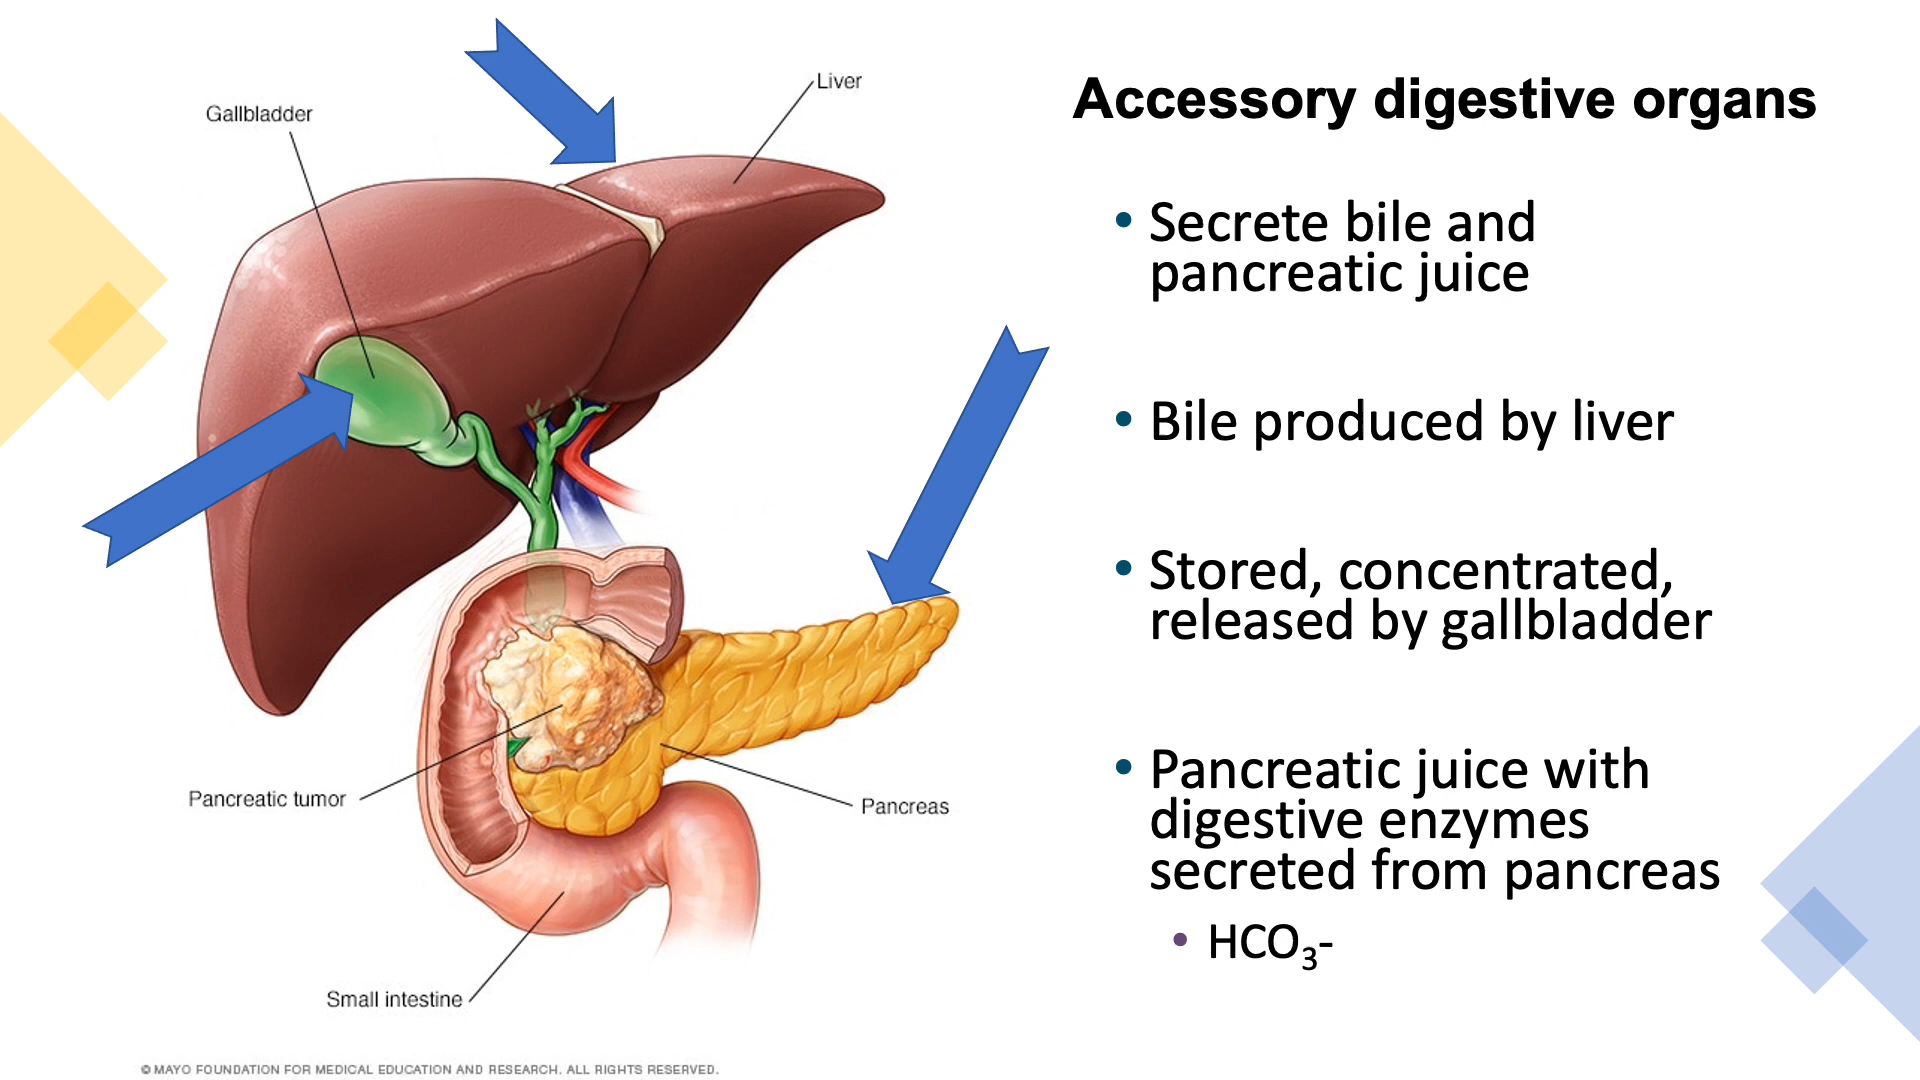 Gallbladder
Liver
Pancreatic tumor
Pancreas
Small intestine
© MAYO FOUNDATION FOR MEDICAL EDUCATION AND RESEARCH. ALL RIGHTS RESERVED.
Accessory digestive organs
• Secrete bile and
pancreatic juice
• Bile produced by liver
• Stored, concentrated,
released by gallbladder
• Pancreatic juice with
digestive enzymes
secreted from pancreas
• HCO₃-